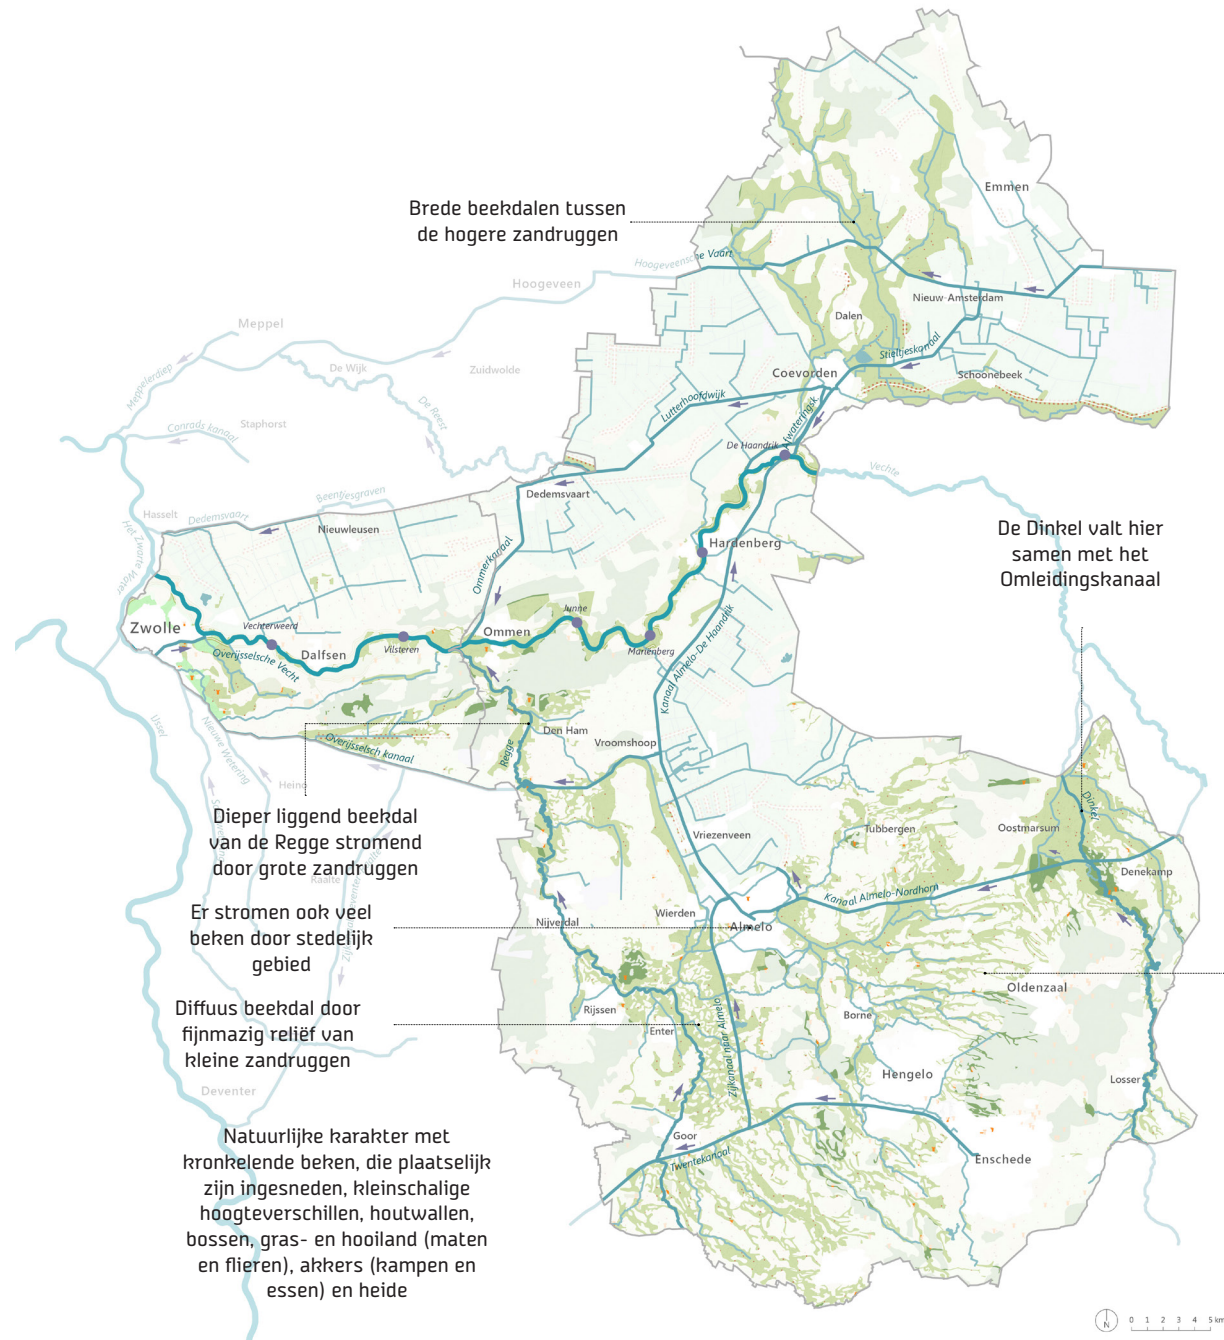 Brede beekdalen tussen
de hogere zandruggen
Emmen
Hoogeveensche Vaart
Hoogeveen
Nieuw-Amsterdam
Dalen
Meppel
Stieltjeskanaal
Meppelerdiep
De Wijk
Zuidwolde
Coevorden
Schoonebeek
Lutterhoofdwijk
De Reest
Afwateringsk
Conrads kanaal
Staphorst
De Haandrik
Vechte
Dedemsvaart
Beentjesgraven
Hasselt
Dedemsvaart
Nieuwleusen
Het Zwarte Water
Hardenberg
De Dinkel valt hier
samen met het
Omleidingskanaal
Ommerkanaal
Zwolle
Vechterweerd
Junne
Ommen
Dalfsen
Vilsteren
Mariënberg
Overijsselsche Vecht
Kanaal Almelo-De Haandrik
IJssel
Nieuwe Wetering
Overijsselsch kanaal
Regge
Den Ham
Vroomshoop
Heino
Dinkel
Dieper liggend beekdal
van de Regge stromend
door grote zandruggen
Vriezenveen
Tubbergen
Oostmarsum
Denekamp
Raalte
Kanaal Almelo-Nordhorn
Er stromen ook veel
beken door stedelijk
gebied
Wierden
Nijverdal
Almelo
Oldenzaal
Diffuus beekdal door
fijnmazig reliëf van
kleine zandruggen
Rijssen
Enter
Zijkanaal naar Almelo
Borne
Hengelo
Losser
Deventer
Natuurlijke karakter met
kronkelende beken, die plaatselijk
zijn ingesneden, kleinschalige
hoogteverschillen, houtwallen,
bossen, gras- en hooiland (maten
en flieren), akkers (kampen en
essen) en heide
Goor
Twentekanaal
Enschede
N
0 1 2 3 4 5 km